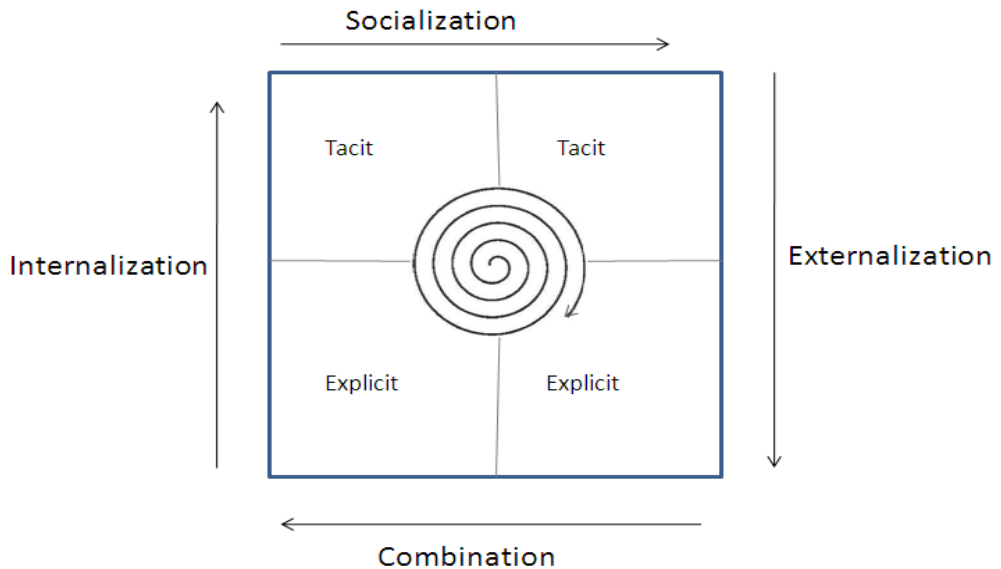 Socialization
Tacit
Tacit
Internalization
Externalization
Explicit
Explicit
Combination